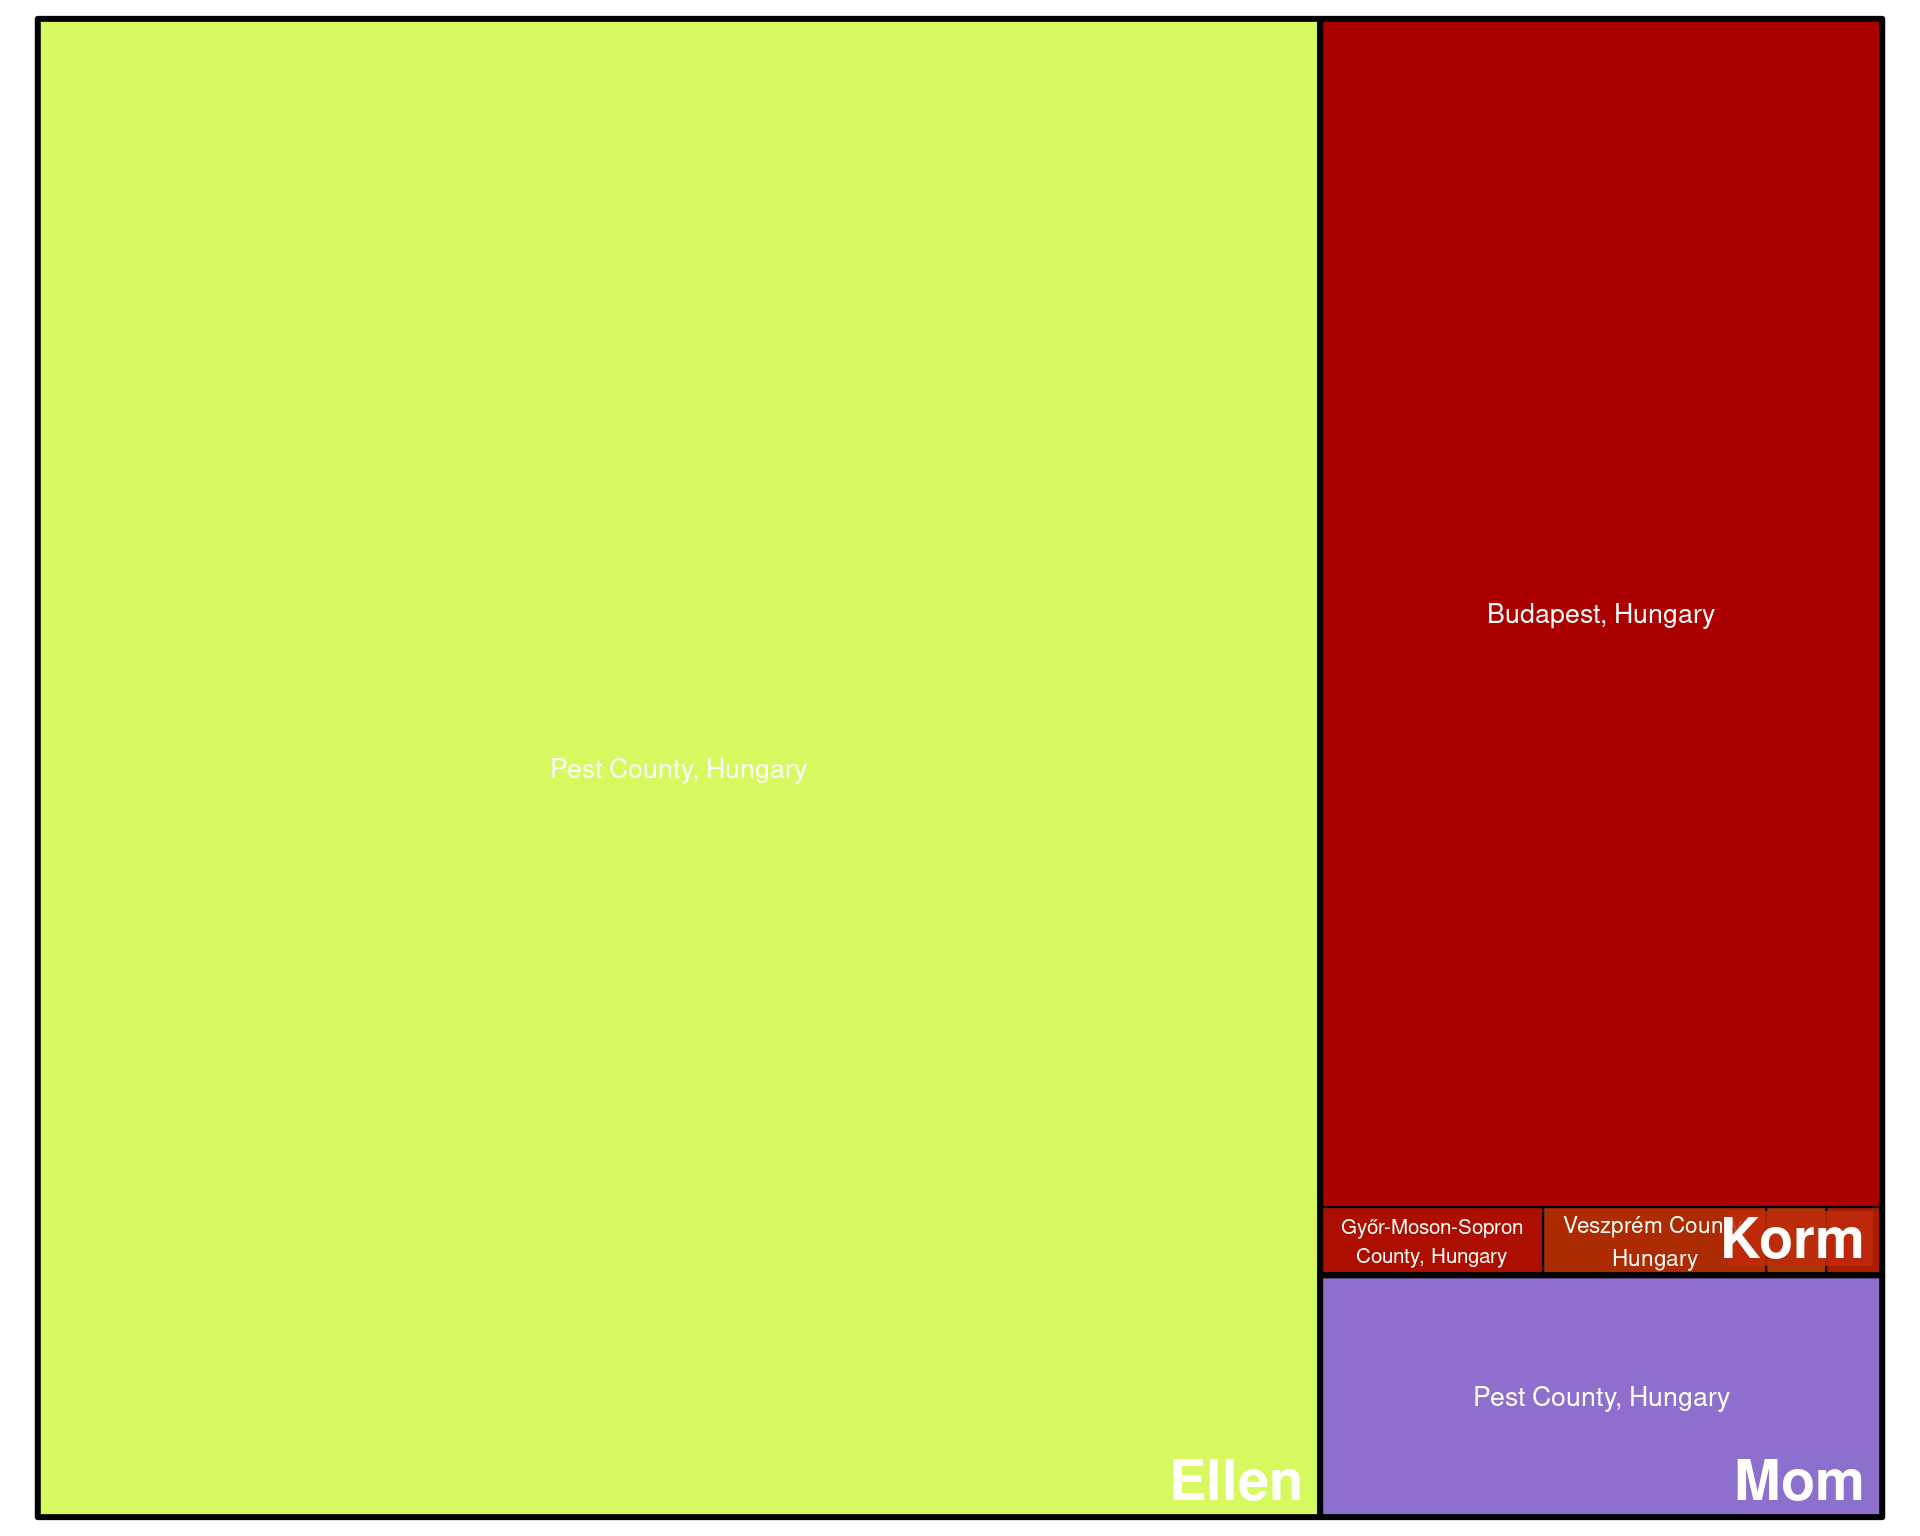 Pest County, Hungary
Ellen
Budapest, Hungary
Győr-Moson-Sopron
County, Hungary
Veszprém Coun
Hungary
Korm
Pest County, Hungary
Mom